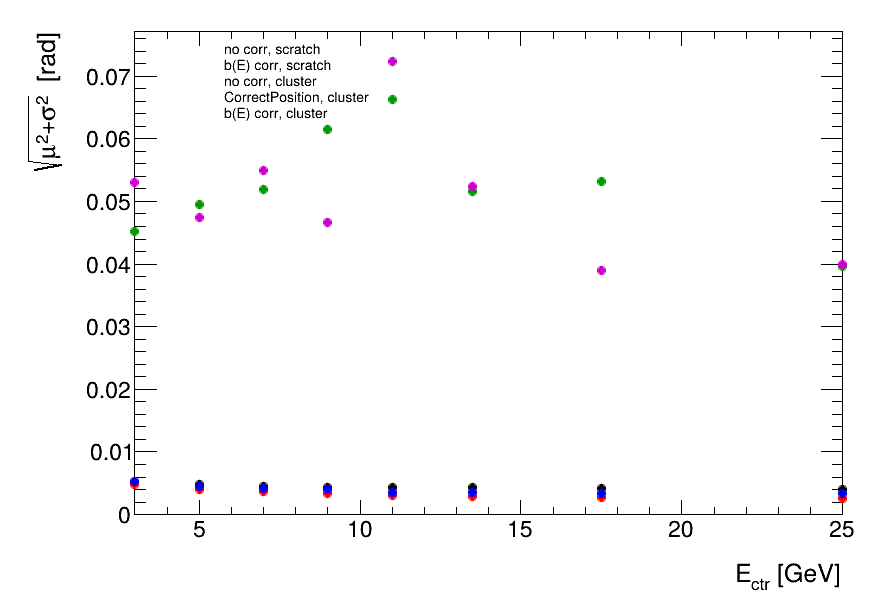 √μ²+σ² [rad]
no corr, scratch
b(E) corr, scratch
no corr, cluster
CorrectPosition, cluster
b(E) corr, cluster
0.07
0.06
0.05
0.04
0.03
0.02
0.01
0
5 10 15 20 25
E_ctr [GeV]